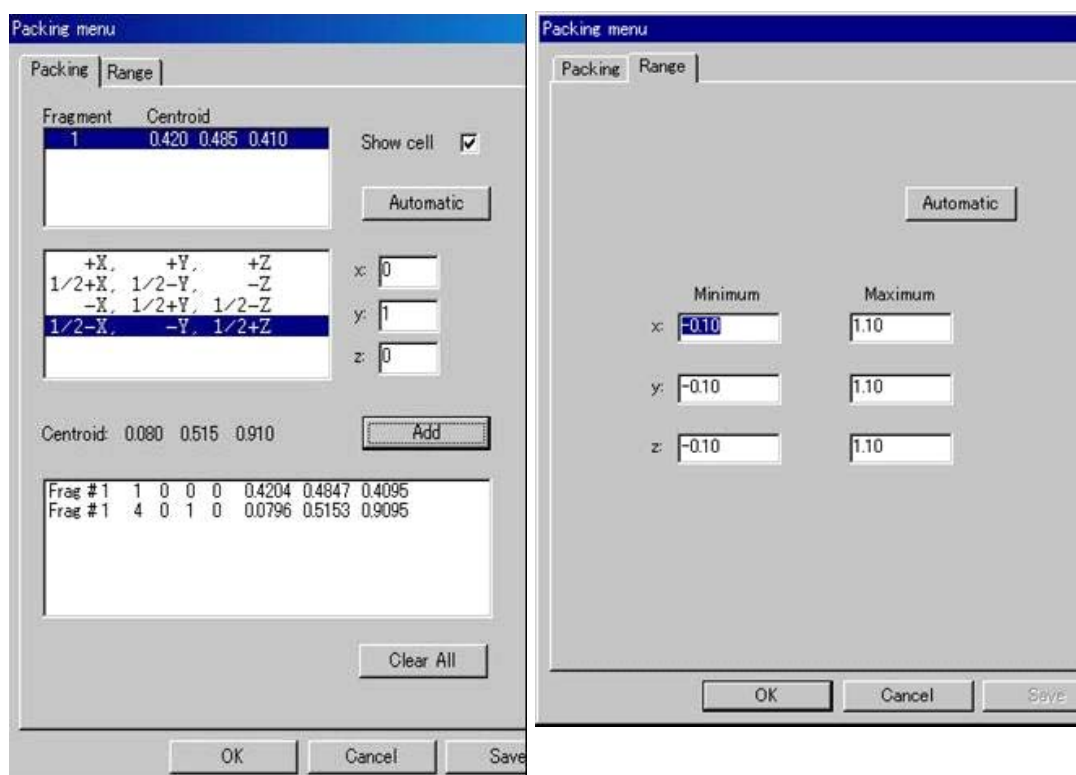 Packing menu
Packing Range
Fragment Centroid
1 0.420 0.485 0.410
Show cell
Automatic
+X, +Y, +Z
1/2+X, 1/2-Y, -Z
-X, 1/2+Y, 1/2-Z
1/2-X, -Y, 1/2+Z
x: 0
y: 1
z: 0
Centroid: 0.080 0.515 0.910
Add
Frag #1 1 0 0 0 0.4204 0.4847 0.4095
Frag #1 4 0 1 0 0.0796 0.5153 0.9095
Clear All
OK Cancel Save
Packing menu
Packing Range
Automatic
Minimum Maximum
x: -0.10 1.10
y: -0.10 1.10
z: -0.10 1.10
OK Cancel Save